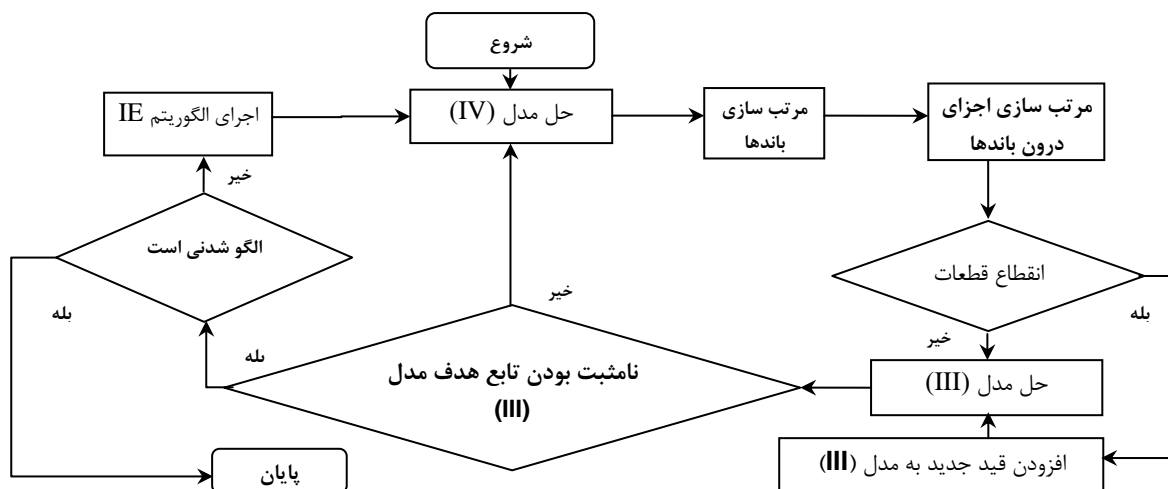 شروع
حل مدل (IV)
مرتب سازی
باندها
مرتب سازی اجزای
درون باندها
انقطاع قطعات
بله
خیر
حل مدل (III)
افزودن قید جدید به مدل (III)
نامثبت بودن تابع هدف مدل
(III)
خیر
بله
الگو شدنی است
خیر
بله
اجرای الگوریتم IE
پایان